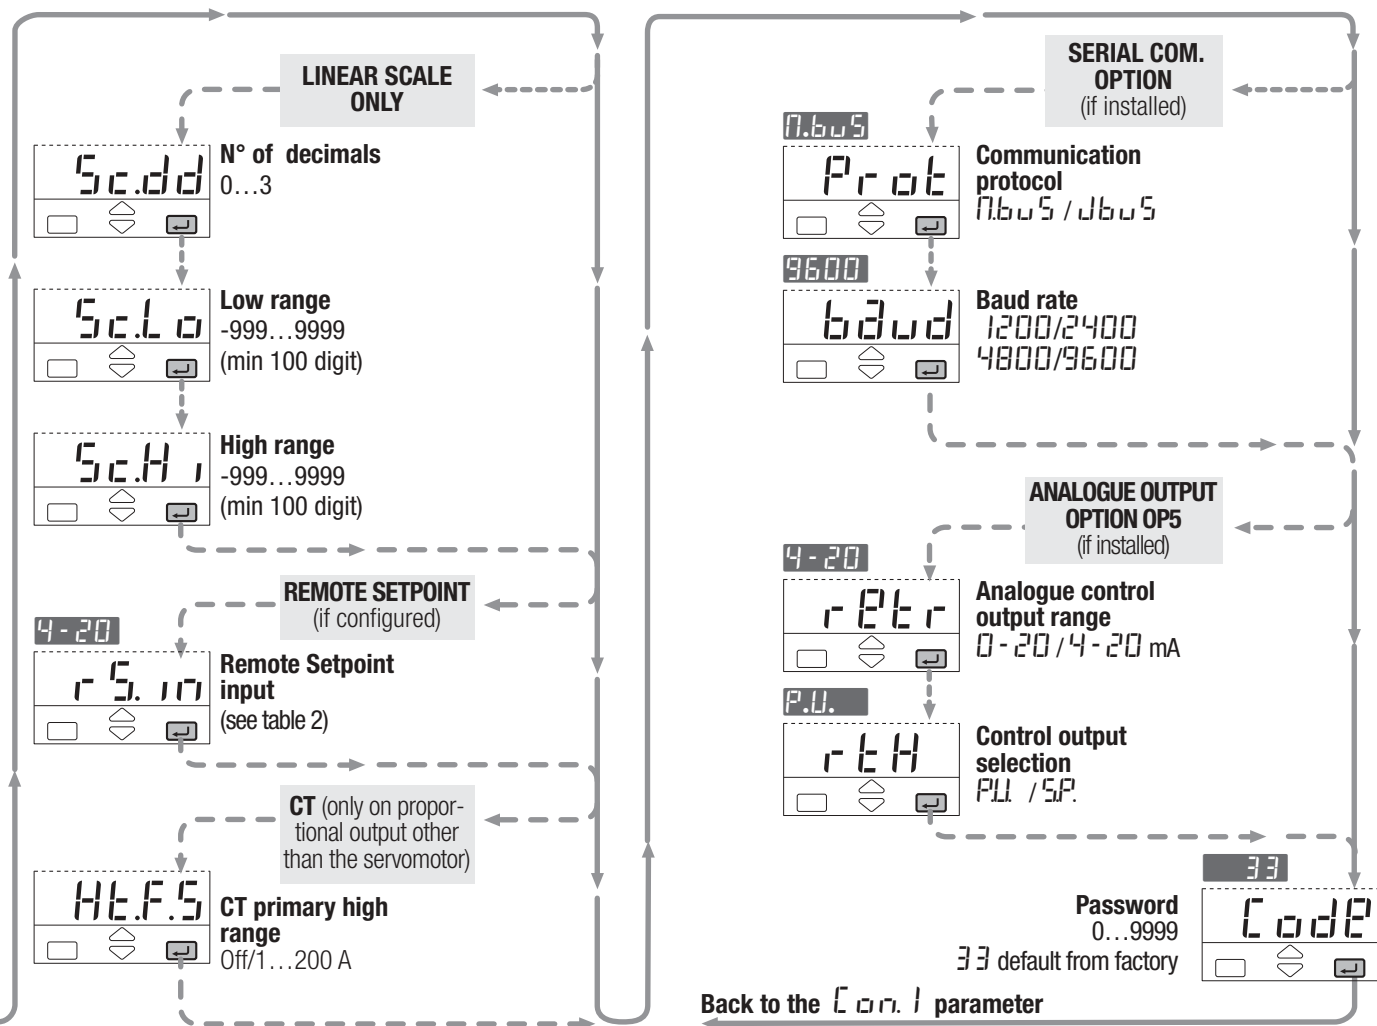 LINEAR SCALE
ONLY
Sc.dd
N° of decimals
0...3
Sc.Lo
Low range
-999...9999
(min 100 digit)
Sc.Hi
High range
-999...9999
(min 100 digit)
REMOTE SETPOINT
(if configured)
4-20
rS.in
Remote Setpoint
input
(see table 2)
CT (only on propor-
tional output other
than the servomotor)
Ht.F.S
CT primary high
range
Off/1...200 A
SERIAL COM.
OPTION
(if installed)
M.buS
Prot
Communication
protocol
M.buS / JbuS
9600
baud
Baud rate
1200/2400
4800/9600
ANALOGUE OUTPUT
OPTION OP5
(if installed)
4-20
rEtr
Analogue control
output range
0-20 / 4-20 mA
P.U.
rtH
Control output
selection
P.U. / S.P.
33
CodE
Password
0...9999
33 default from factory
Back to the Con.1 parameter